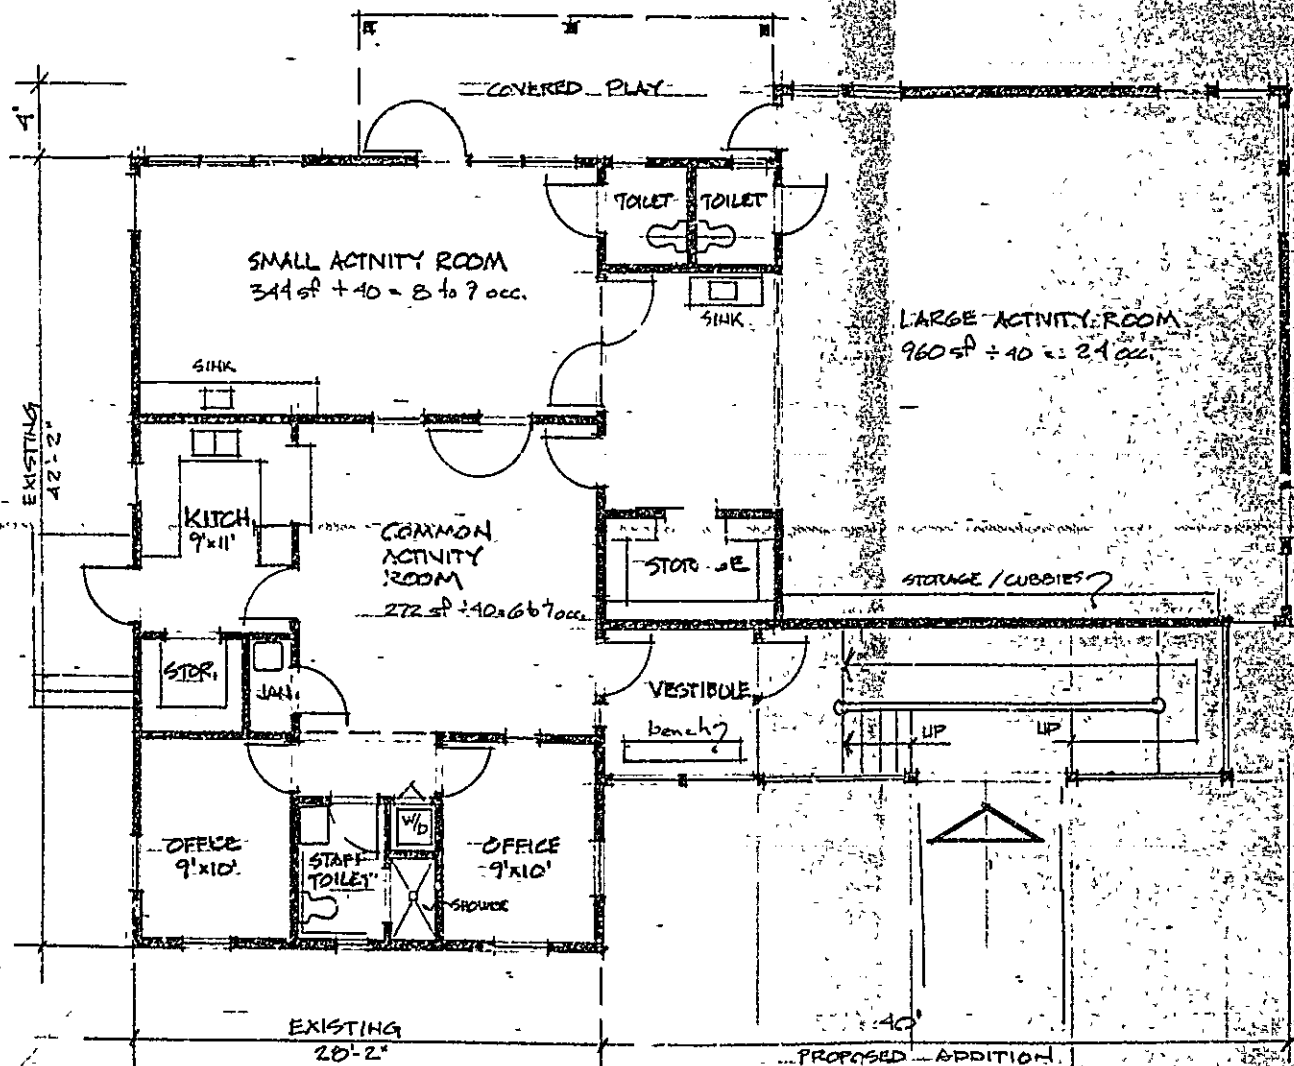 COVERED PLAY
4'
TOILET TOILET
SMALL ACTIVITY ROOM
344 sf ÷ 40 = 8 to 9 occ.
SINK
LARGE ACTIVITY ROOM
960 sf ÷ 40 = 24 occ.
SINK
EXISTING
42'-2"
KITCH.
9'x11'
COMMON
ACTIVITY
ROOM
272 sf ÷ 40 = 6 to 7 occ.
STORAGE / CUBBIES
STOR.
JAN.
VESTIBULE
bench
UP
UP
OFFICE
9'x10'
STAFF
TOILET
W/D
SHOWER
OFFICE
9'x10'
EXISTING
28'-2"
40'
PROPOSED ADDITION